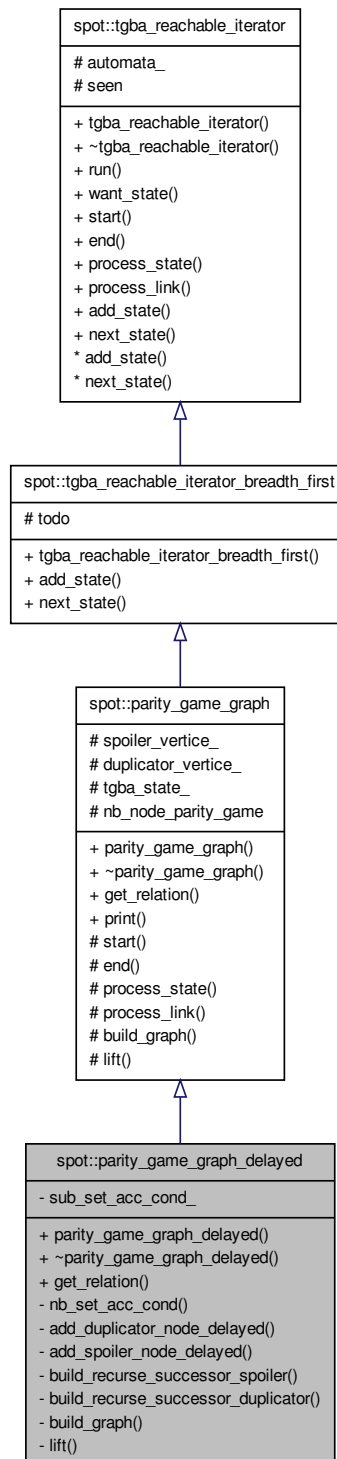 spot::tgba_reachable_iterator
# automata_
# seen
+ tgba_reachable_iterator()
+ ~tgba_reachable_iterator()
+ run()
+ want_state()
+ start()
+ end()
+ process_state()
+ process_link()
+ add_state()
+ next_state()
* add_state()
* next_state()
spot::tgba_reachable_iterator_breadth_first
# todo
+ tgba_reachable_iterator_breadth_first()
+ add_state()
+ next_state()
spot::parity_game_graph
# spoiler_vertice_
# duplicator_vertice_
# tgba_state_
# nb_node_parity_game
+ parity_game_graph()
+ ~parity_game_graph()
+ get_relation()
+ print()
# start()
# end()
# process_state()
# process_link()
# build_graph()
# lift()
spot::parity_game_graph_delayed
- sub_set_acc_cond_
+ parity_game_graph_delayed()
+ ~parity_game_graph_delayed()
+ get_relation()
- nb_set_acc_cond()
- add_duplicator_node_delayed()
- add_spoiler_node_delayed()
- build_recurse_successor_spoiler()
- build_recurse_successor_duplicator()
- build_graph()
- lift()